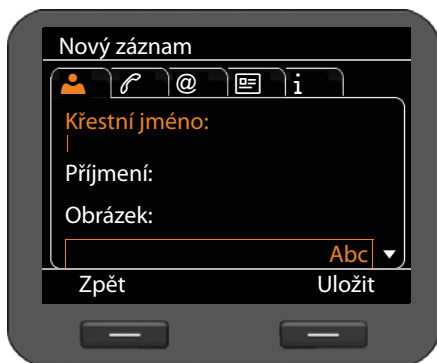 Nový záznam
@ i
Křestní jméno:
Příjmení:
Obrázek:
Abc
Zpět Uložit